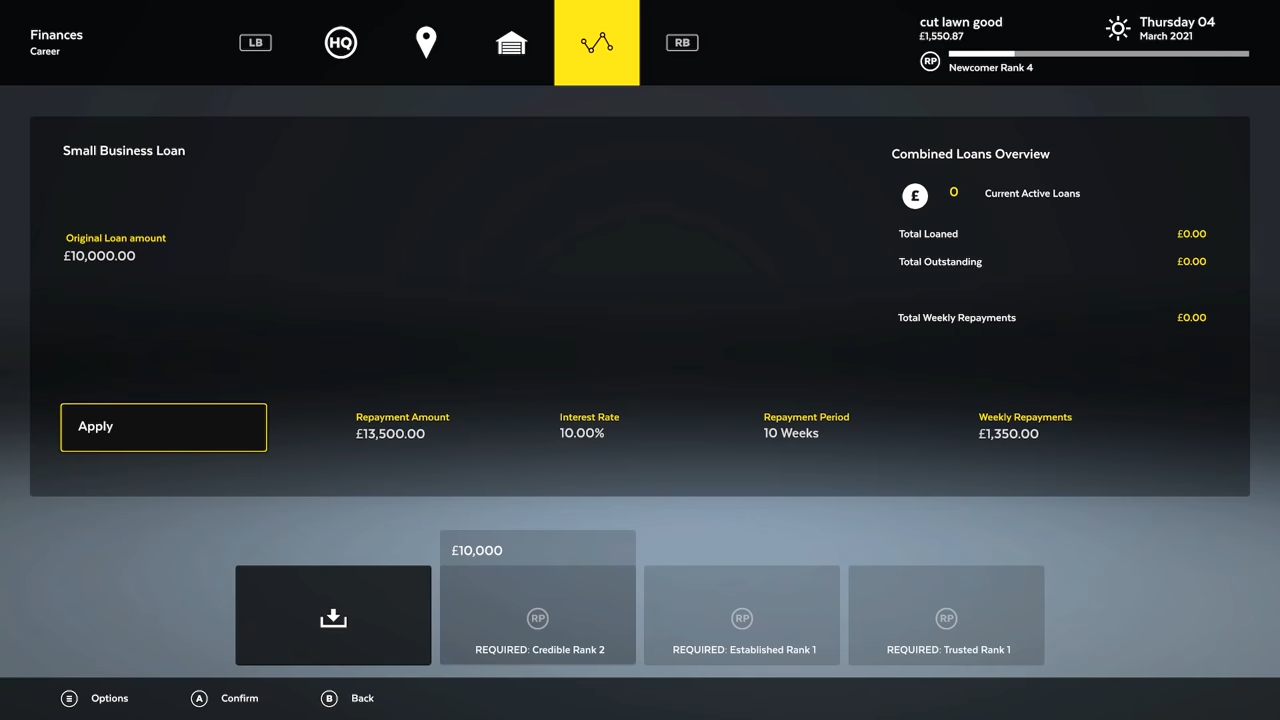 Finances
Career
LB
HQ
RB
cut lawn good
£1,550.87
Thursday 04
March 2021
RP
Newcomer Rank 4
Small Business Loan
Original Loan amount
£10,000.00
Combined Loans Overview
£ 0 Current Active Loans
Total Loaned £0.00
Total Outstanding £0.00
Total Weekly Repayments £0.00
Apply
Repayment Amount
£13,500.00
Interest Rate
10.00%
Repayment Period
10 Weeks
Weekly Repayments
£1,350.00
£10,000
RP
REQUIRED: Credible Rank 2
RP
REQUIRED: Established Rank 1
RP
REQUIRED: Trusted Rank 1
Options
A Confirm
B Back